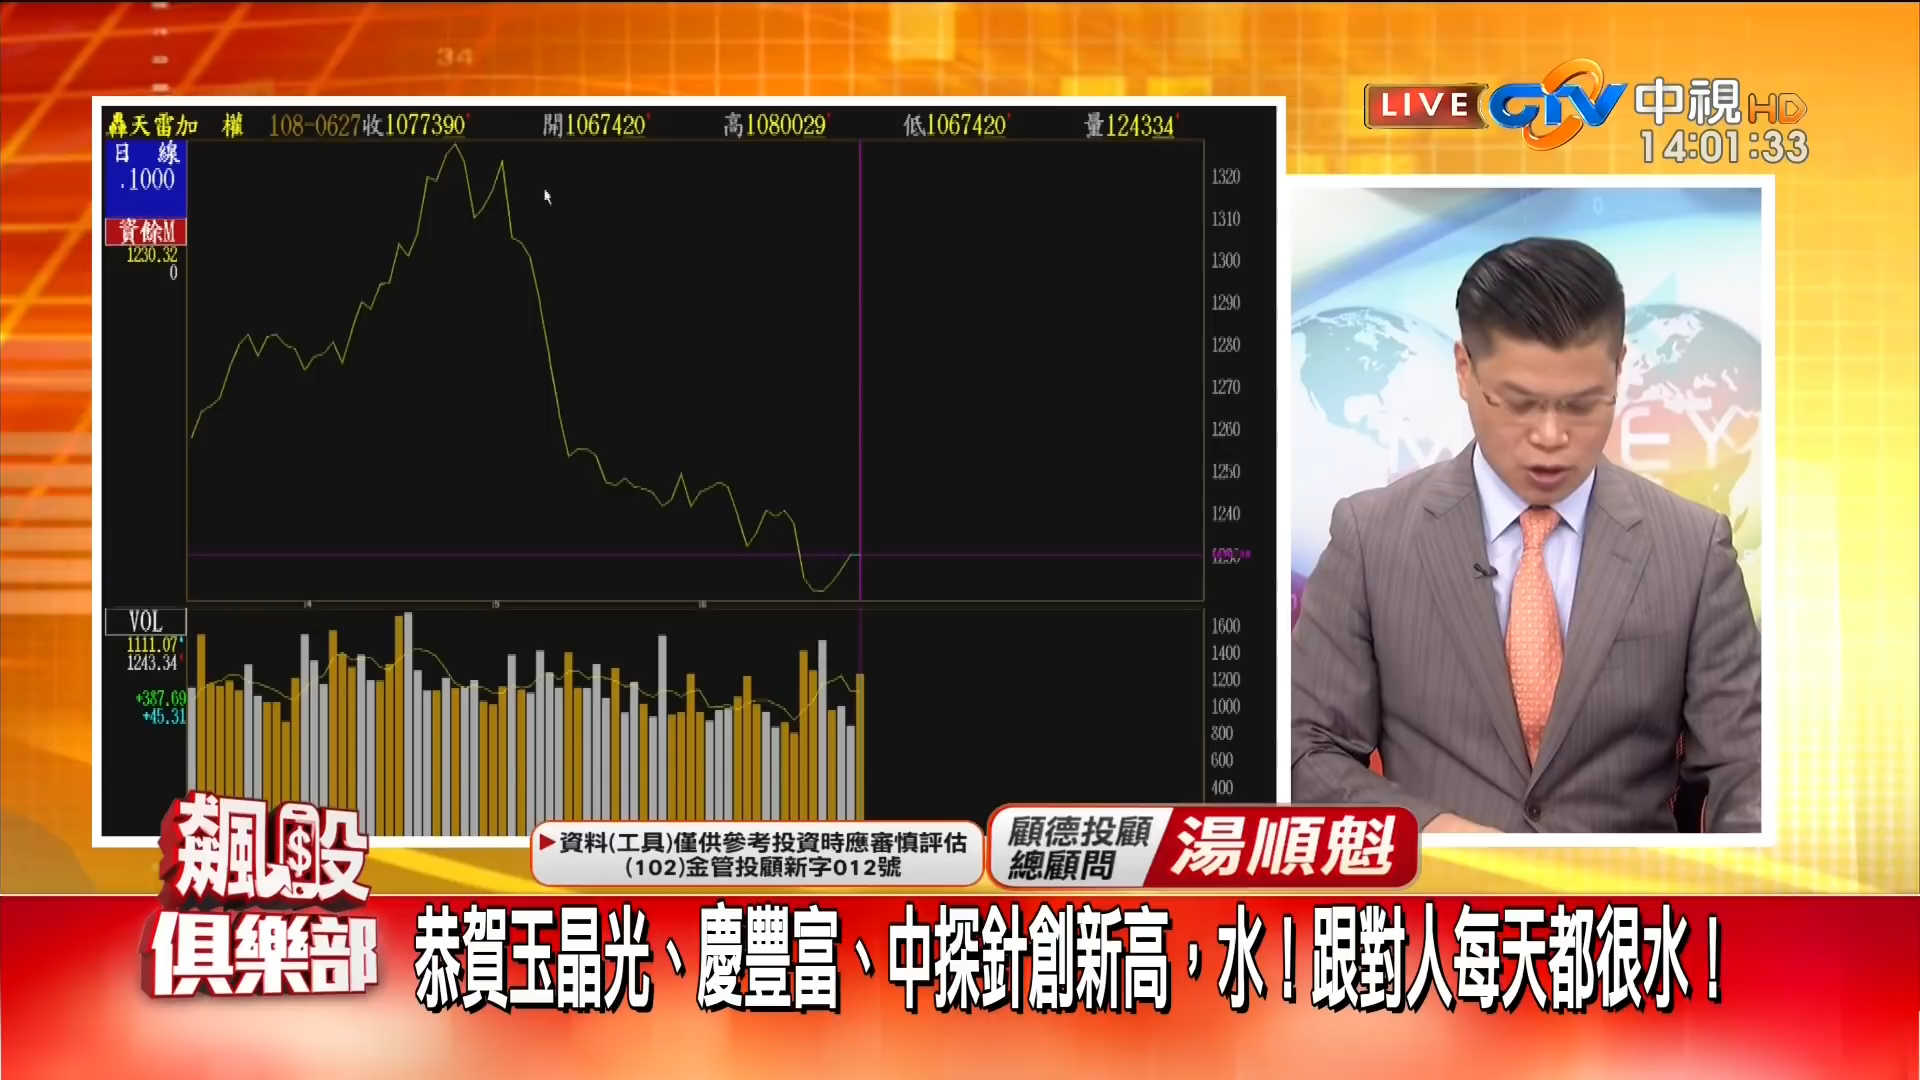 34
LIVE CTV 中視 HD
14:01:33
轟天雷加 權 108-0627收1077390 開1067420 高1080029 低1067420 量124334
日 線
.1000
資餘M
1230.32
0
1320
1310
1300
1290
1280
1270
1260
1250
1240
VOL
1111.07
1243.34
+387.69
+45.31
1600
1400
1200
1000
800
600
400
M EY
飆股
俱樂部
▶資料(工具)僅供參考投資時應審慎評估
(102)金管投顧新字012號
顧德投顧
總顧問
湯順魁
恭賀玉晶光、慶豐富、中探針創新高，水！跟對人每天都很水！